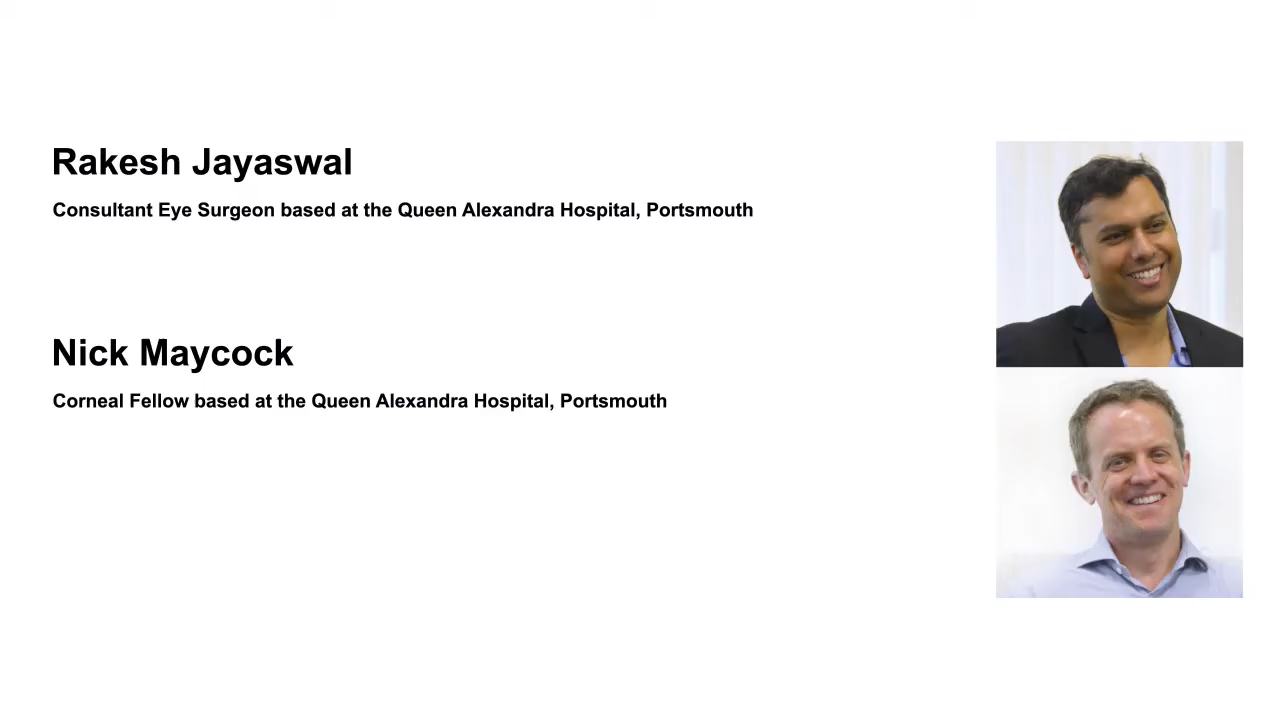 Rakesh Jayaswal
Consultant Eye Surgeon based at the Queen Alexandra Hospital, Portsmouth
Nick Maycock
Corneal Fellow based at the Queen Alexandra Hospital, Portsmouth